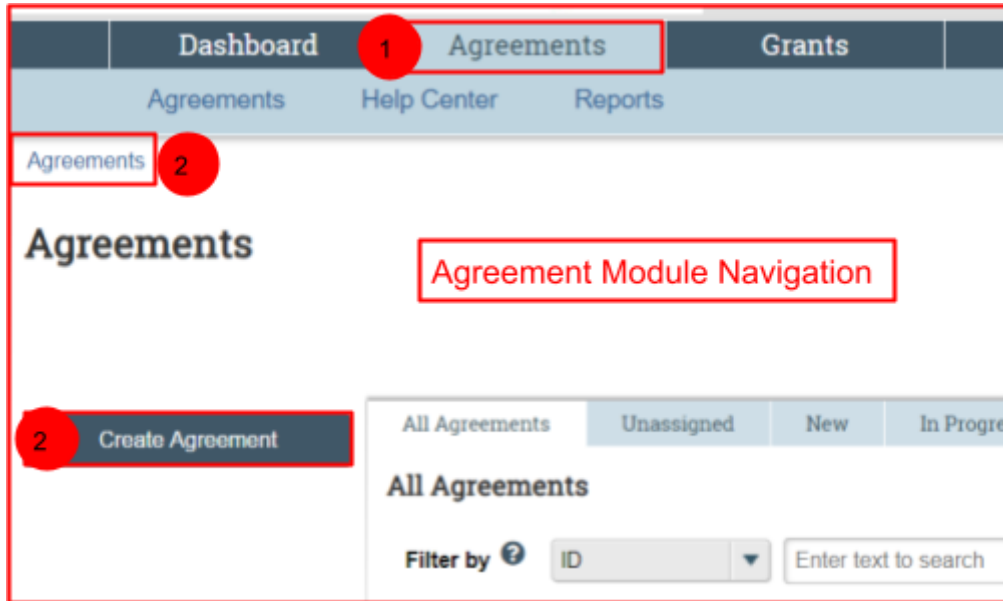 Dashboard 1 Agreements Grants
Agreements Help Center Reports
Agreements 2
Agreements
Agreement Module Navigation
2 Create Agreement
All Agreements Unassigned New In Progre
All Agreements
Filter by ? ID Enter text to search